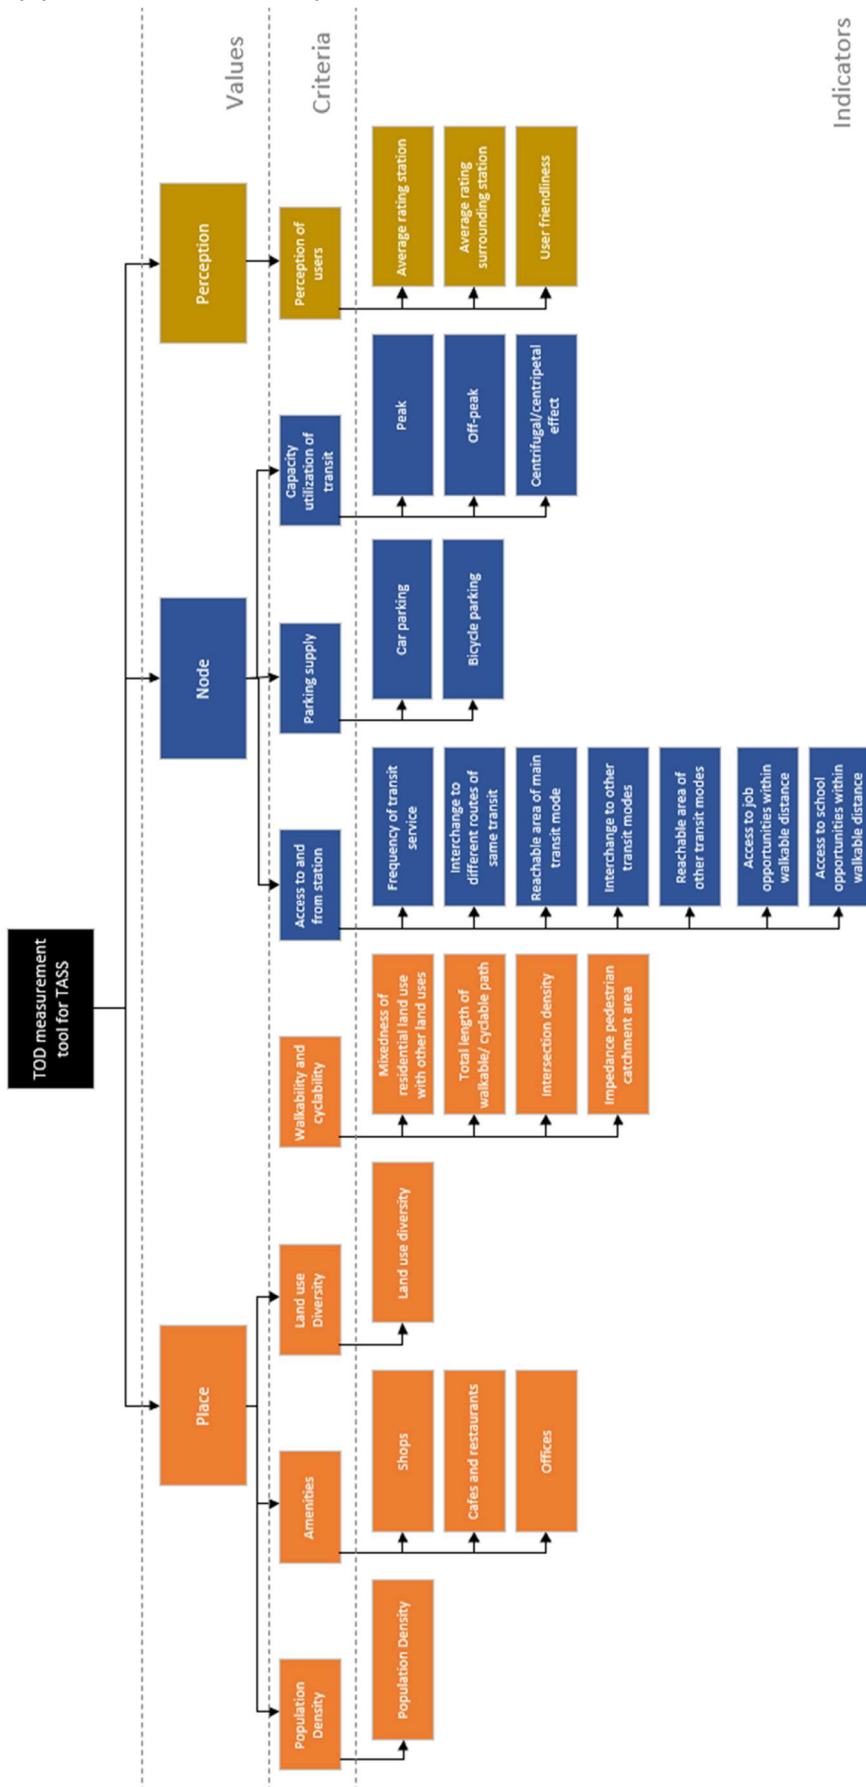 TOD measurement
tool for TASS
Values
Place
Node
Perception
Criteria
Population
Density
Amenities
Land use
Diversity
Walkability and
cyclability
Access to and
from station
Parking supply
Capacity
utilization of
transit
Perception of
users
Indicators
Population Density
Shops
Cafes and restaurants
Offices
Land use diversity
Mixedness of
residential land use
with other land uses
Total length of
walkable/ cyclable path
Intersection density
Impedance pedestrian
catchment area
Frequency of transit
service
Interchange to
different routes of
same transit
Reachable area of main
transit mode
Interchange to other
transit modes
Reachable area of
other transit modes
Access to job
opportunities within
walkable distance
Access to school
opportunities within
walkable distance
Car parking
Bicycle parking
Peak
Off-peak
Centrifugal/centripetal
effect
Average rating station
Average rating
surrounding station
User friendliness